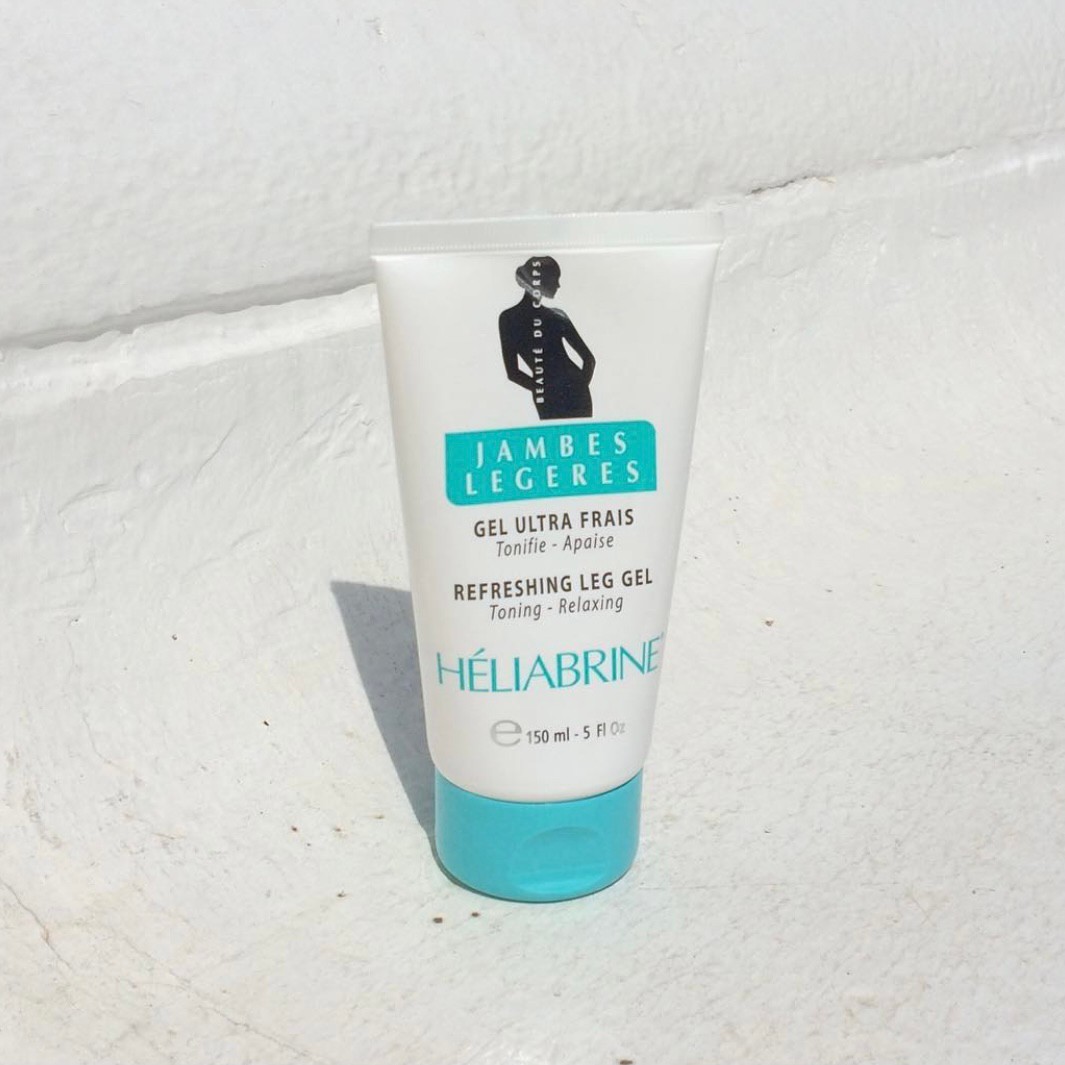 BEAUTÉ DU CORPS
JAMBES
LEGERES
GEL ULTRA FRAIS
Tonifie - Apaise
REFRESHING LEG GEL
Toning - Relaxing
HÉLIABRINE®
℮ 150 ml - 5 Fl Oz